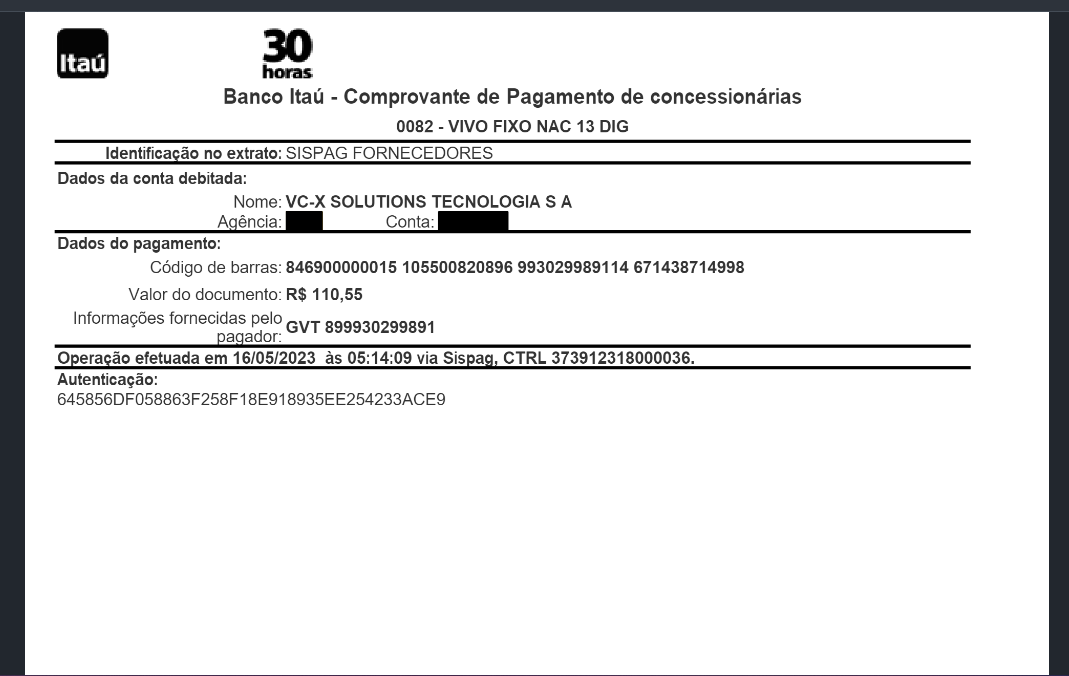 Itaú
30
horas
Banco Itaú - Comprovante de Pagamento de concessionárias
0082 - VIVO FIXO NAC 13 DIG
Identificação no extrato: SISPAG FORNECEDORES
Dados da conta debitada:
Nome: VC-X SOLUTIONS TECNOLOGIA S A
Agência: Conta:
Dados do pagamento:
Código de barras: 846900000015 105500820896 993029989114 671438714998
Valor do documento: R$ 110,55
Informações fornecidas pelo
pagador: GVT 899930299891
Operação efetuada em 16/05/2023 às 05:14:09 via Sispag, CTRL 373912318000036.
Autenticação:
645856DF058863F258F18E918935EE254233ACE9